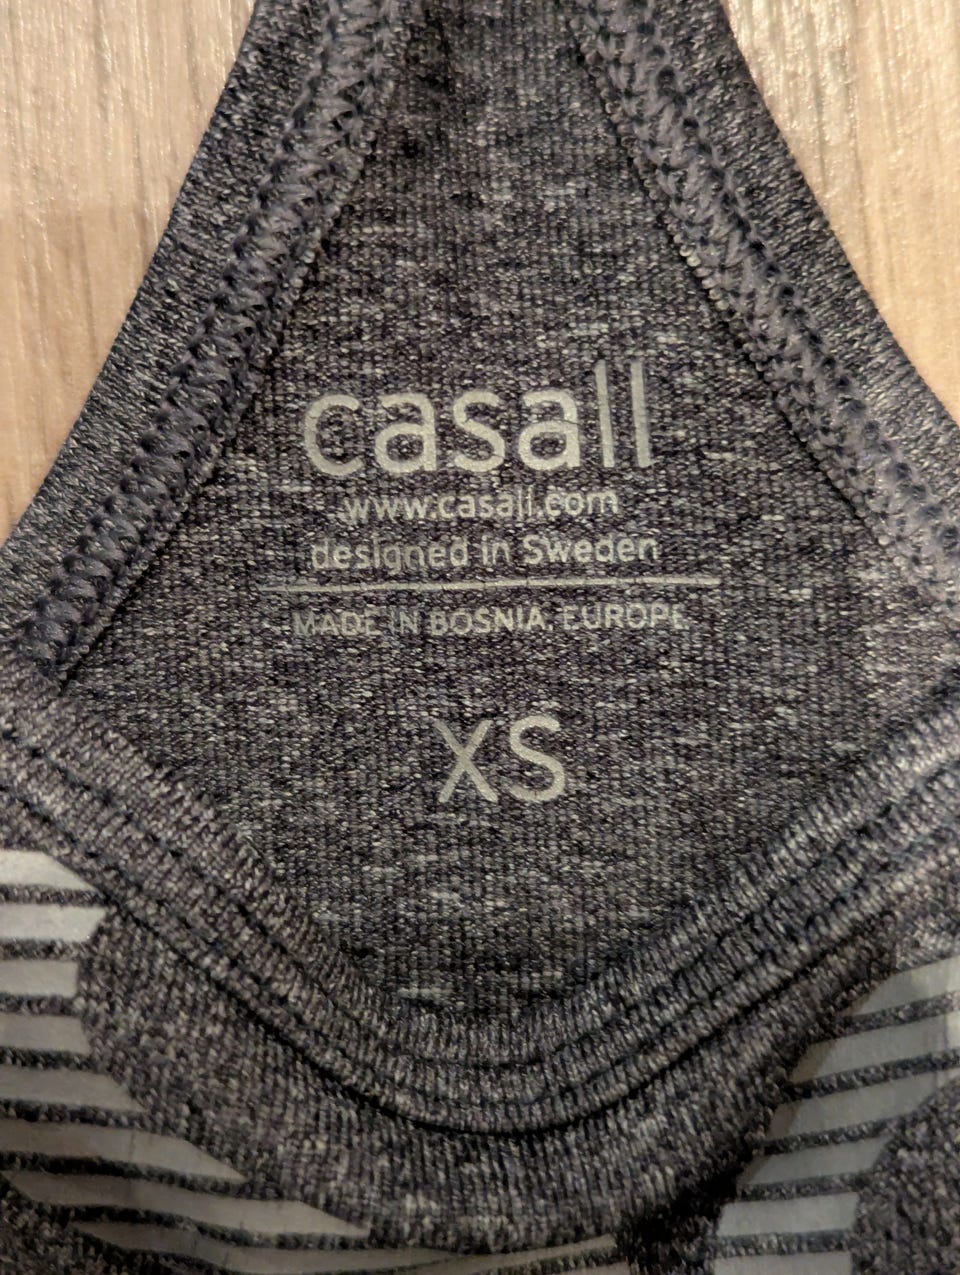 casall
www.casall.com
designed in Sweden
MADE IN BOSNIA, EUROPE
XS